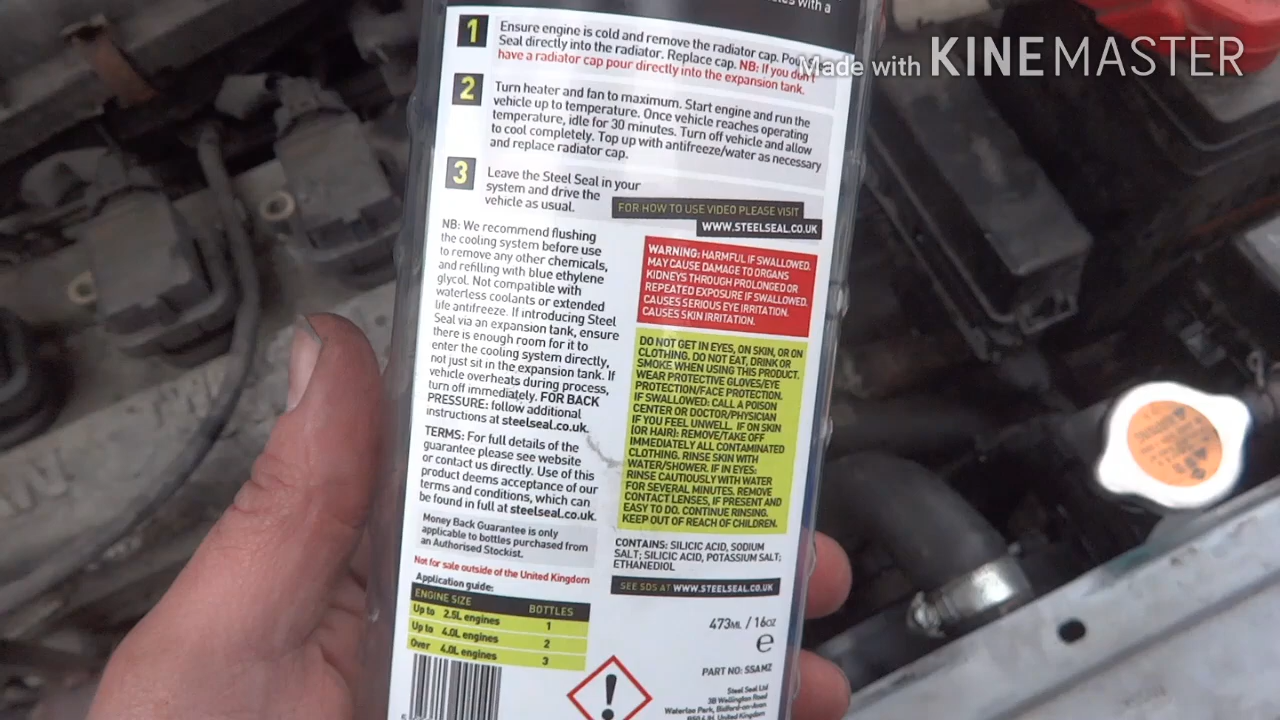 with a
1
Ensure engine is cold and remove the radiator cap. Pour
Seal directly into the radiator. Replace cap. NB: If you don't
have a radiator cap pour directly into the expansion tank.
Made with KINEMASTER
2
Turn heater and fan to maximum. Start engine and run the
vehicle up to temperature. Once vehicle reaches operating
temperature, idle for 30 minutes. Turn off vehicle and allow
to cool completely. Top up with antifreeze/water as necessary
and replace radiator cap.
3
Leave the Steel Seal in your
system and drive the
vehicle as usual.
FOR HOW TO USE VIDEO PLEASE VISIT
WWW.STEELSEAL.CO.UK
NB: We recommend flushing
the cooling system before use
to remove any other chemicals,
and refilling with blue ethylene
glycol. Not compatible with
waterless coolants or extended
life antifreeze. If introducing Steel
Seal via an expansion tank, ensure
there is enough room for it to
enter the cooling system directly,
not just sit in the expansion tank. If
vehicle overheats during process,
turn off immediately. FOR BACK
PRESSURE: follow additional
instructions at steelseal.co.uk.
TERMS: For full details of the
guarantee please see website
or contact us directly. Use of this
product deems acceptance of our
terms and conditions, which can
be found in full at steelseal.co.uk.
Money Back Guarantee is only
applicable to bottles purchased from
an Authorised Stockist.
Not for sale outside of the United Kingdom
Application guide:
ENGINE SIZE BOTTLES
Up to 2.5L engines 1
Up to 4.0L engines 2
Over 4.0L engines 3
WARNING: HARMFUL IF SWALLOWED.
MAY CAUSE DAMAGE TO ORGANS
KIDNEYS THROUGH PROLONGED OR
REPEATED EXPOSURE IF SWALLOWED.
CAUSES SERIOUS EYE IRRITATION.
CAUSES SKIN IRRITATION.
DO NOT GET IN EYES, ON SKIN, OR ON
CLOTHING. DO NOT EAT, DRINK OR
SMOKE WHEN USING THIS PRODUCT.
WEAR PROTECTIVE GLOVES/EYE
PROTECTION/FACE PROTECTION.
IF SWALLOWED: CALL A POISON
CENTER OR DOCTOR/PHYSICIAN
IF YOU FEEL UNWELL. IF ON SKIN
(OR HAIR): REMOVE/TAKE OFF
IMMEDIATELY ALL CONTAMINATED
CLOTHING. RINSE SKIN WITH
WATER/SHOWER. IF IN EYES:
RINSE CAUTIOUSLY WITH WATER
FOR SEVERAL MINUTES. REMOVE
CONTACT LENSES, IF PRESENT AND
EASY TO DO. CONTINUE RINSING.
KEEP OUT OF REACH OF CHILDREN.
CONTAINS: SILICIC ACID, SODIUM
SALT; SILICIC ACID, POTASSIUM SALT;
ETHANEDIOL
SEE SDS AT WWW.STEELSEAL.CO.UK
473ML / 16oz
e
PART NO: SSAMZ
Steel Seal Ltd
3B Wellington Road
Waterloo Park, Bidford-on-Avon
United Kingdom